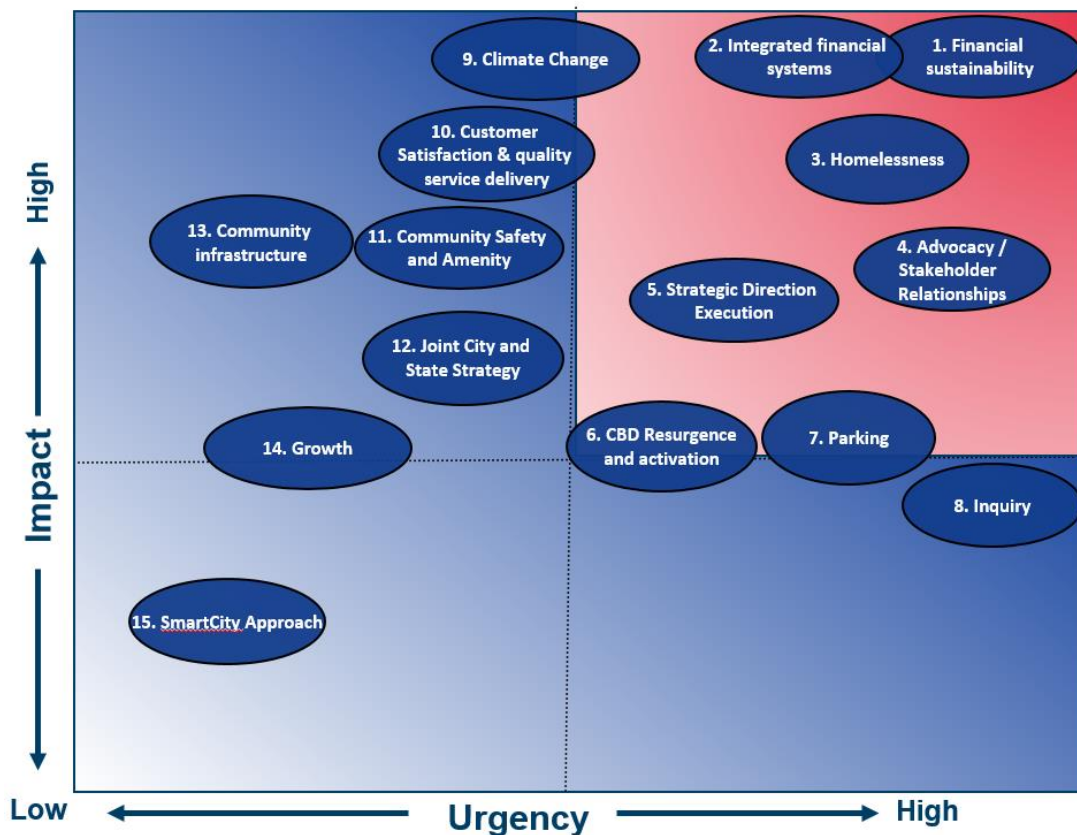 9. Climate Change
2. Integrated financial
systems
1. Financial
sustainability
10. Customer
Satisfaction & quality
service delivery
3. Homelessness
High
13. Community
infrastructure
11. Community Safety
and Amenity
4. Advocacy /
Stakeholder
Relationships
5. Strategic Direction
Execution
12. Joint City and
State Strategy
Impact
14. Growth
6. CBD Resurgence
and activation
7. Parking
8. Inquiry
15. SmartCity Approach
Low
Urgency
High